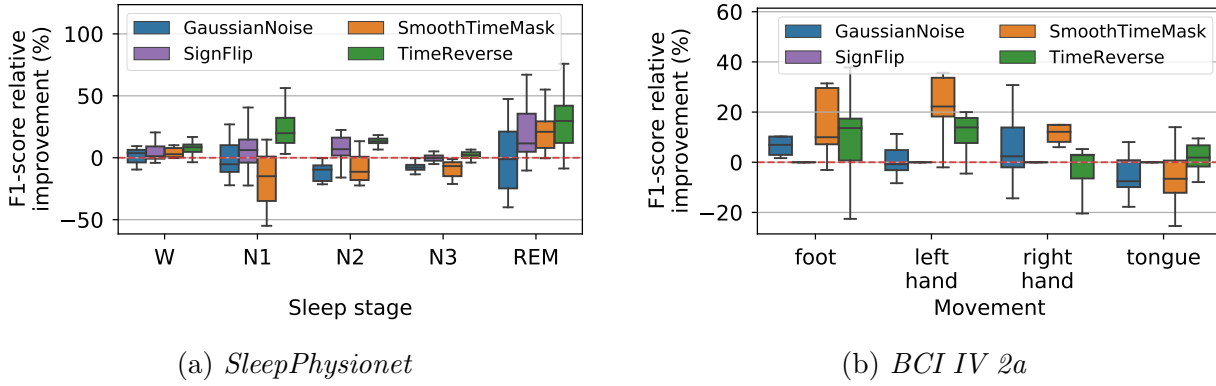 F1-score relative
improvement (%)
100
50
0
−50
GaussianNoise
SignFlip
SmoothTimeMask
TimeReverse
W
N1
N2
N3
REM
Sleep stage
(a) SleepPhysionet
F1-score relative
improvement (%)
60
40
20
0
−20
GaussianNoise
SignFlip
SmoothTimeMask
TimeReverse
foot
left
hand
right
hand
tongue
Movement
(b) BCI IV 2a